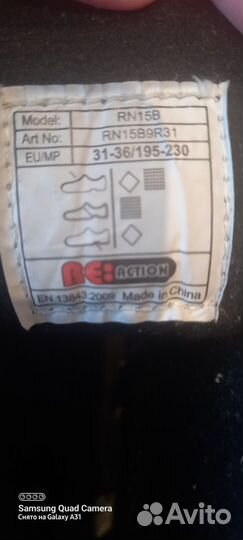 Model: RN15B
Art No: RN15B9R31
EU/MP 31-36/195-230
RE:ACTION
EN 13843:2009 Made in China
Samsung Quad Camera
Снято на Galaxy A31
Avito